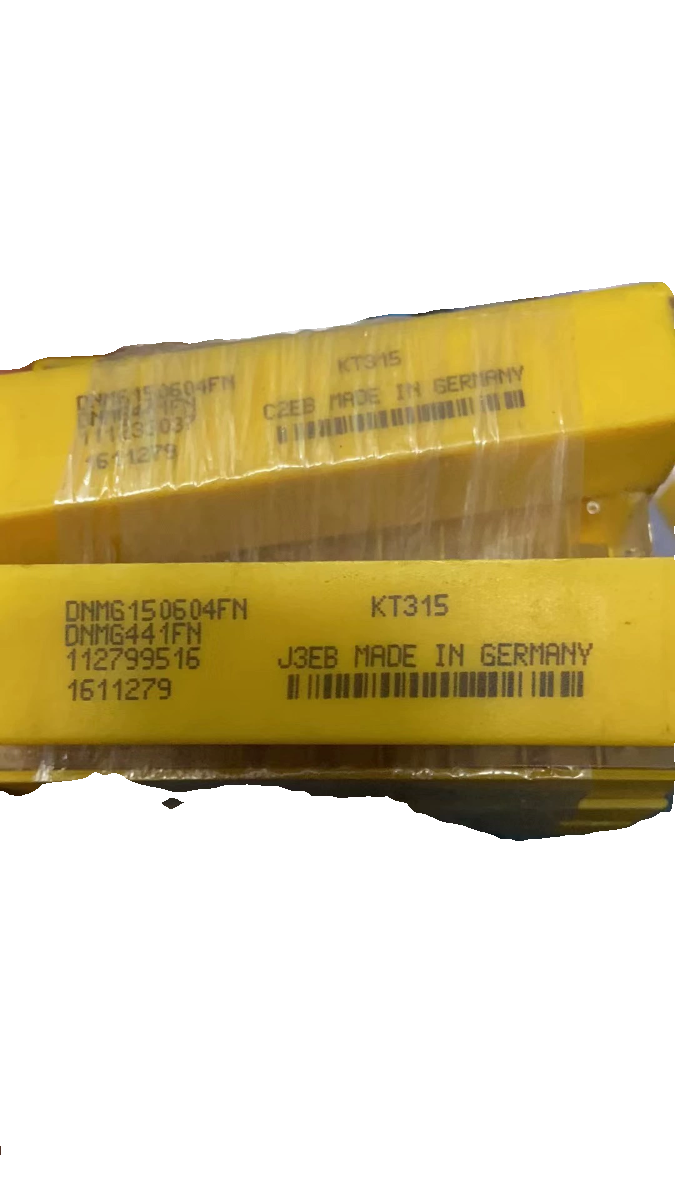 KT315
DNMG150604FN
C2EB MADE IN GERMANY
1611279
DNMG150604FN
KT315
DNMG441FN
112799516
J3EB MADE IN GERMANY
1611279